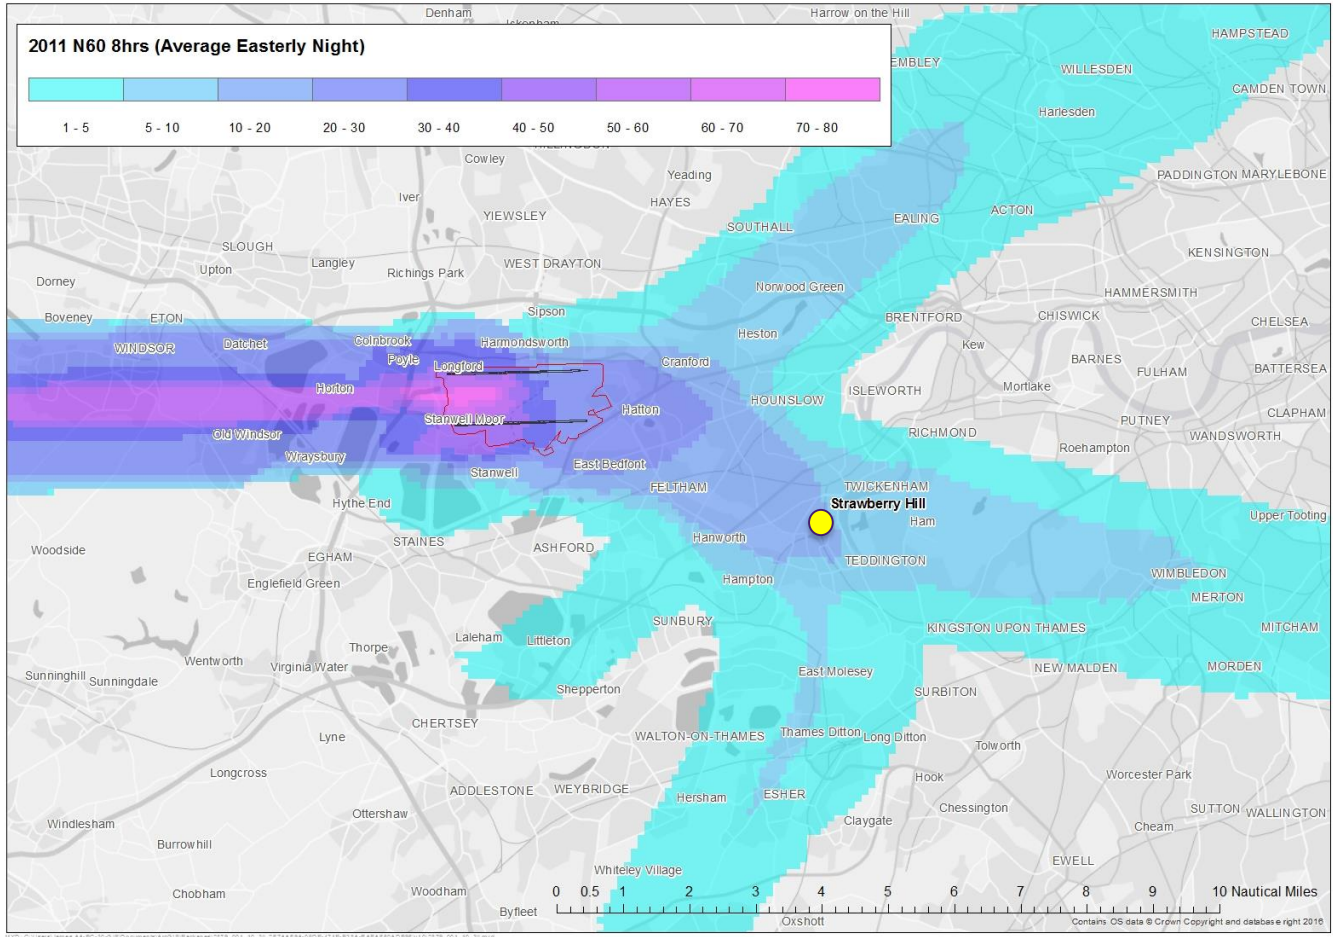 Denham
Harrow on the Hill
Ickenham
2011 N60 8hrs (Average Easterly Night)
1 - 5 5 - 10 10 - 20 20 - 30 30 - 40 40 - 50 50 - 60 60 - 70 70 - 80
HAMPSTEAD
EMBLEY
WILLESDEN
CAMDEN TOWN
Harlesden
Cowley
Yeading
PADDINGTON MARYLEBONE
Iver
HAYES
YIEWSLEY
SOUTHALL
EALING
ACTON
SLOUGH
Langley
WEST DRAYTON
KENSINGTON
Upton
Richings Park
Dorney
Norwood Green
HAMMERSMITH
Boveney
ETON
Sipson
BRENTFORD
CHISWICK
CHELSEA
WINDSOR
Datchet
Colnbrook
Harmondsworth
Heston
Kew
Poyle
Longford
Cranford
BARNES
FULHAM
BATTERSEA
Horton
Mortlake
ISLEWORTH
HOUNSLOW
Stanwell Moor
Hatton
PUTNEY
CLAPHAM
Old Windsor
RICHMOND
WANDSWORTH
Wraysbury
East Bedfont
Roehampton
Stanwell
FELTHAM
TWICKENHAM
Hythe End
Strawberry Hill
Upper Tooting
Ham
STAINES
Hanworth
Woodside
ASHFORD
EGHAM
TEDDINGTON
Englefield Green
Hampton
WIMBLEDON
MERTON
SUNBURY
KINGSTON UPON THAMES
MITCHAM
Laleham
Littleton
Thorpe
Wentworth
Virginia Water
East Molesey
NEW MALDEN
MORDEN
Sunninghill
Sunningdale
Shepperton
SURBITON
CHERTSEY
Lyne
WALTON-ON-THAMES
Thames Ditton
Long Ditton
Tolworth
Longcross
Hook
Worcester Park
ADDLESTONE
WEYBRIDGE
Hersham
ESHER
Chessington
SUTTON
WALLINGTON
Ottershaw
Claygate
Windlesham
Cheam
Burrowhill
EWELL
Whiteley Village
Chobham
Woodham
0 0.5 1 2 3 4 5 6 7 8 9 10 Nautical Miles
Byfleet
Oxshott
Contains OS data © Crown Copyright and database right 2016